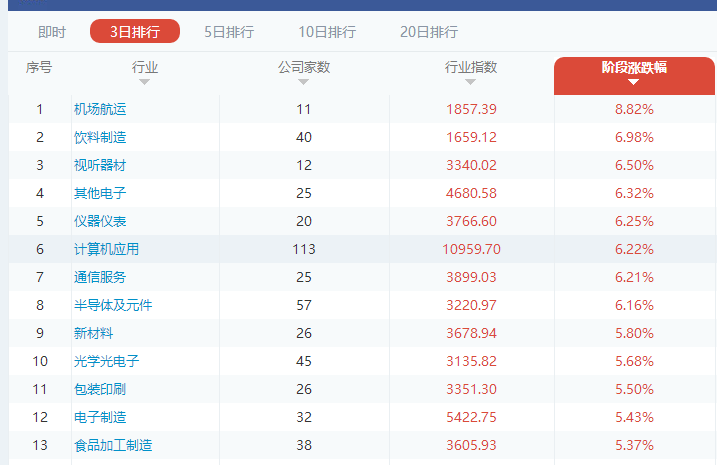 即时 3日排行 5日排行 10日排行 20日排行
序号 行业 公司家数 行业指数 阶段涨跌幅
1 机场航运 11 1857.39 8.82%
2 饮料制造 40 1659.12 6.98%
3 视听器材 12 3340.02 6.50%
4 其他电子 25 4680.58 6.32%
5 仪器仪表 20 3766.60 6.25%
6 计算机应用 113 10959.70 6.22%
7 通信服务 25 3899.03 6.21%
8 半导体及元件 57 3220.97 6.16%
9 新材料 26 3678.94 5.80%
10 光学光电子 45 3135.82 5.68%
11 包装印刷 26 3351.30 5.50%
12 电子制造 32 5422.75 5.43%
13 食品加工制造 38 3605.93 5.37%